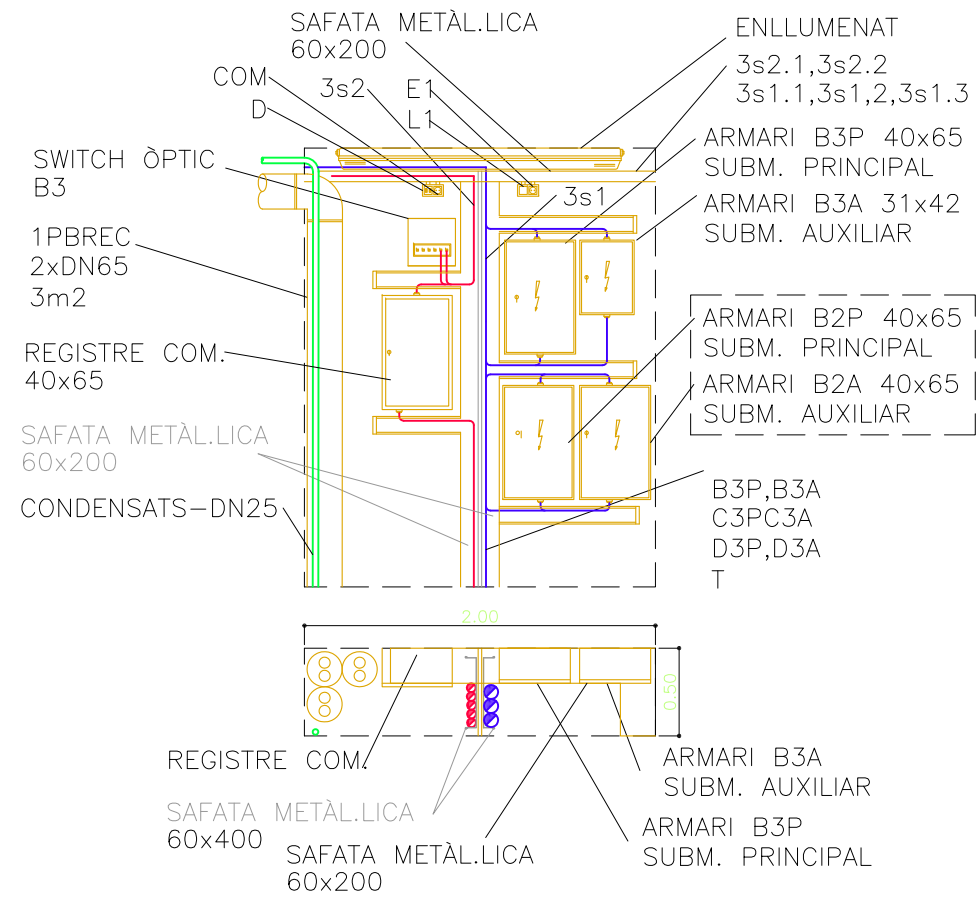 SAFATA METÀL.LICA
60x200
ENLLUMENAT
3s2.1,3s2.2
3s1.1,3s1,2,3s1.3
COM
3s2
E1
D
L1
ARMARI B3P 40x65
SUBM. PRINCIPAL
SWITCH ÒPTIC
B3
3s1
ARMARI B3A 31x42
SUBM. AUXILIAR
1PBREC
2xDN65
3m2
ARMARI B2P 40x65
SUBM. PRINCIPAL
REGISTRE COM.
40x65
ARMARI B2A 40x65
SUBM. AUXILIAR
SAFATA METÀL.LICA
60x200
CONDENSATS-DN25
B3P,B3A
C3PC3A
D3P,D3A
T
2.00
0.50
REGISTRE COM.
ARMARI B3A
SUBM. AUXILIAR
SAFATA METÀL.LICA
60x400
ARMARI B3P
SUBM. PRINCIPAL
SAFATA METÀL.LICA
60x200